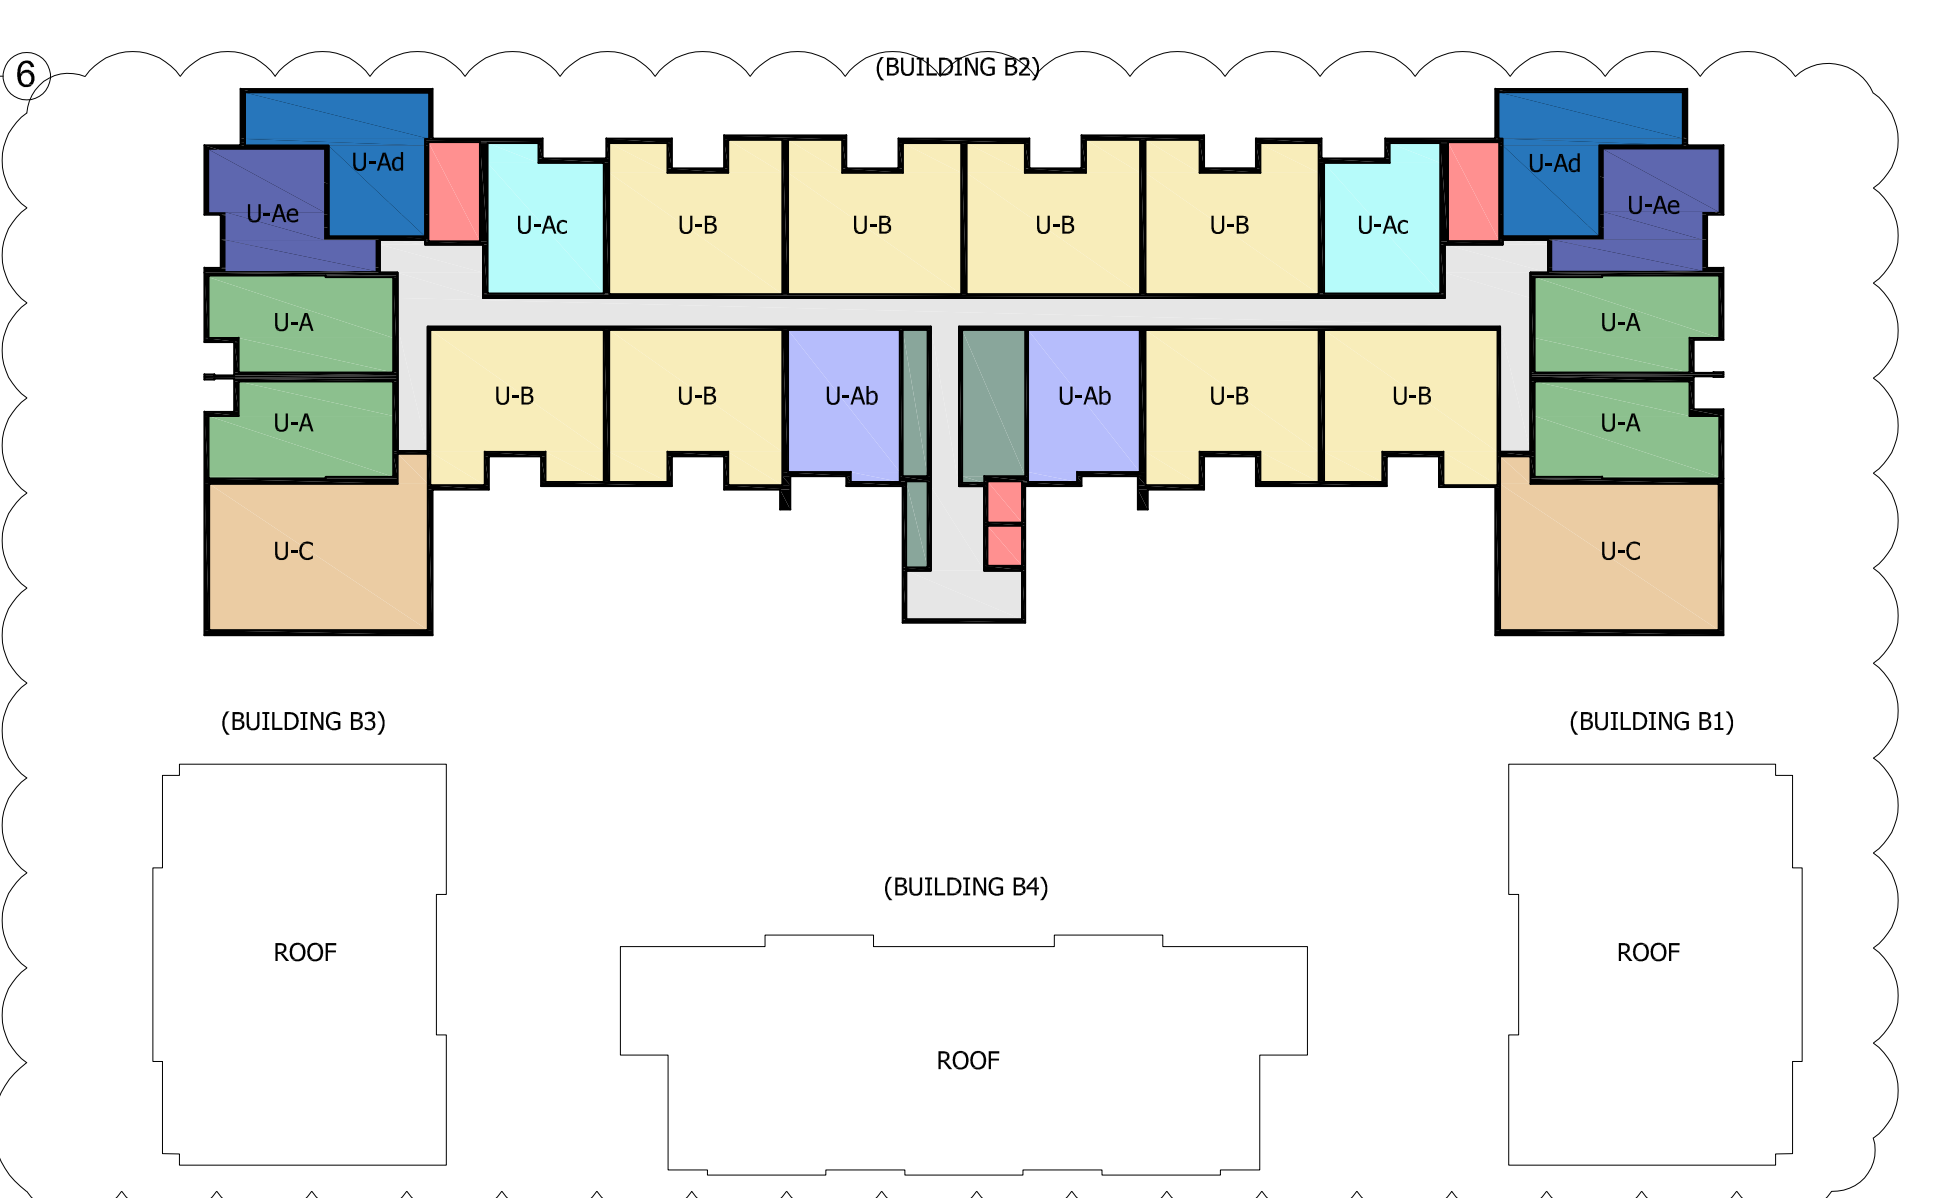 (BUILDING B2)
6
U-Ad
U-Ad
U-Ae
U-Ae
U-Ac
U-B
U-B
U-B
U-B
U-Ac
U-A
U-A
U-B
U-B
U-Ab
U-Ab
U-B
U-B
U-A
U-A
U-C
U-C
(BUILDING B3)
(BUILDING B1)
(BUILDING B4)
ROOF
ROOF
ROOF